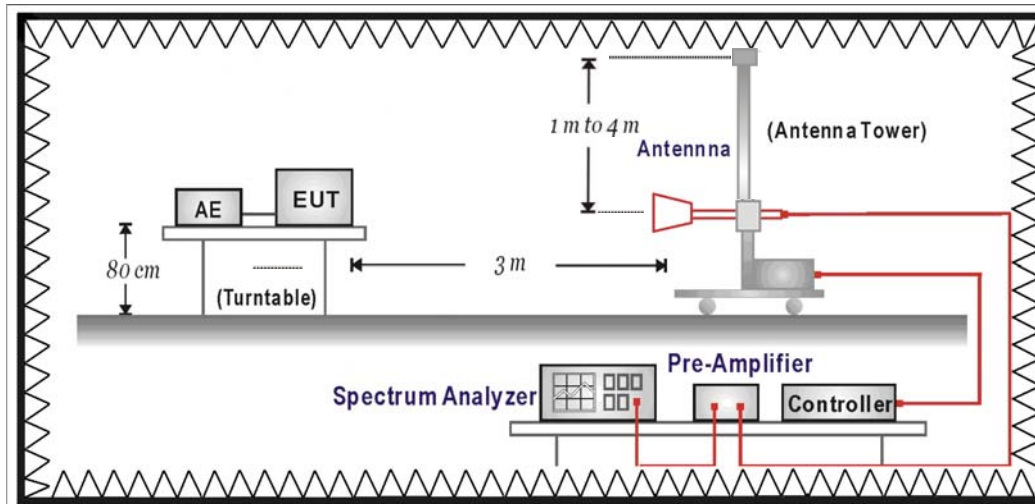 1 m to 4 m
(Antenna Tower)
Antennna
AE
EUT
80 cm
3 m
(Turntable)
Pre-Amplifier
Spectrum Analyzer
Controller